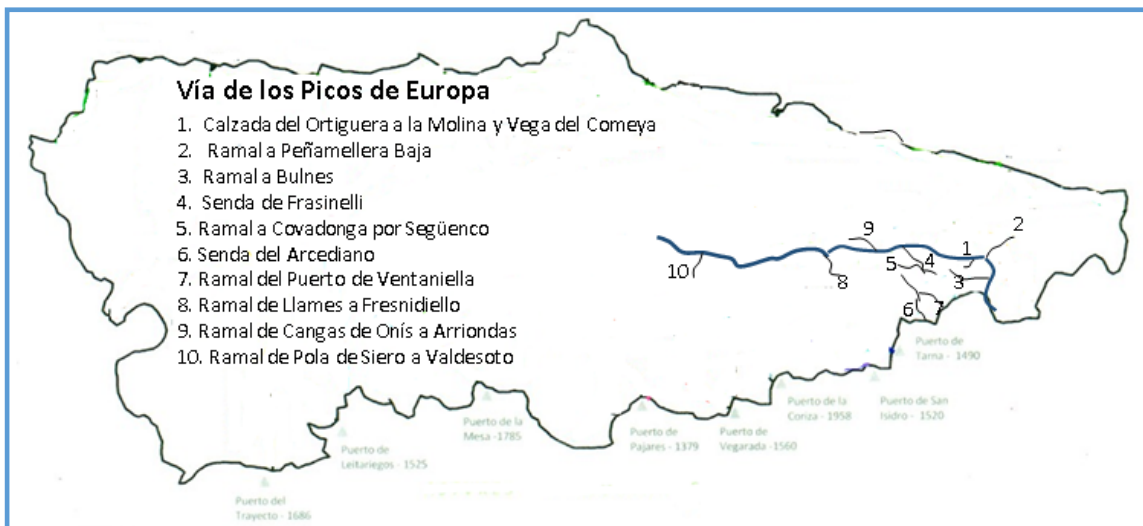 Vía de los Picos de Europa
1. Calzada del Ortiguera a la Molina y Vega del Comeya
2. Ramal a Peñamellera Baja
3. Ramal a Bulnes
4. Senda de Frasinelli
5. Ramal a Covadonga por Següenco
6. Senda del Arcediano
7. Ramal del Puerto de Ventaniella
8. Ramal de Llames a Fresnidiello
9. Ramal de Cangas de Onís a Arriondas
10. Ramal de Pola de Siero a Valdesoto
9
2
1
10
8
5
4
3
6
7
Puerto de
Tarna - 1490
Puerto de San
Isidro - 1520
Puerto de la
Coriza - 1958
Puerto de
Vegarada -1560
Puerto de
Pajares - 1379
Puerto de la
Mesa -1785
Puerto de
Leitariegos - 1525
Puerto del
Trayecto - 1686